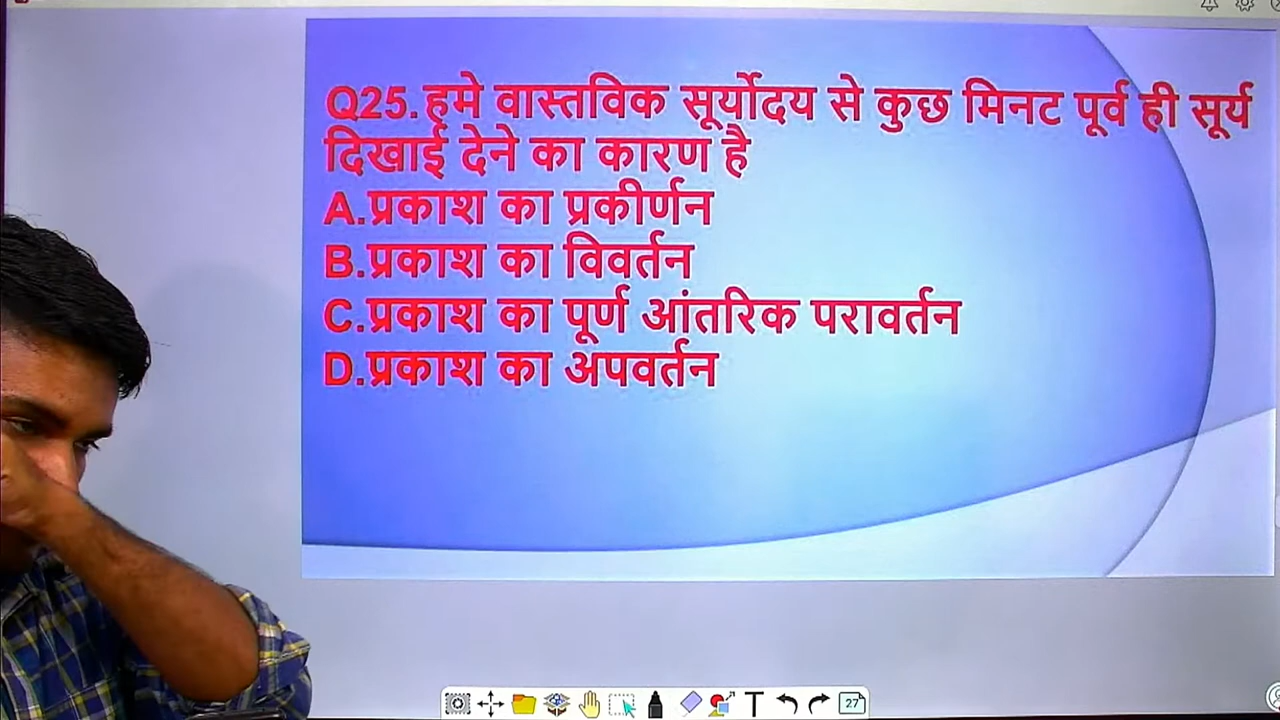 Q25.हमे वास्तविक सूर्योदय से कुछ मिनट पूर्व ही सूर्य
दिखाई देने का कारण है
A.प्रकाश का प्रकीर्णन
B.प्रकाश का विवर्तन
C.प्रकाश का पूर्ण आंतरिक परावर्तन
D.प्रकाश का अपवर्तन
T
27